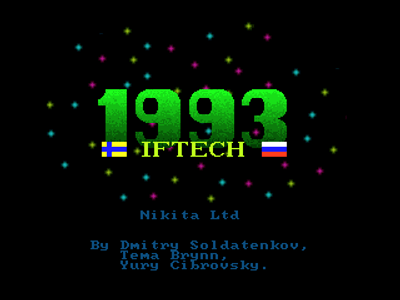 1993
IFTECH
Nikita Ltd
By Dmitry Soldatenkov,
Tema Brynn,
Yury Cibrovsky.